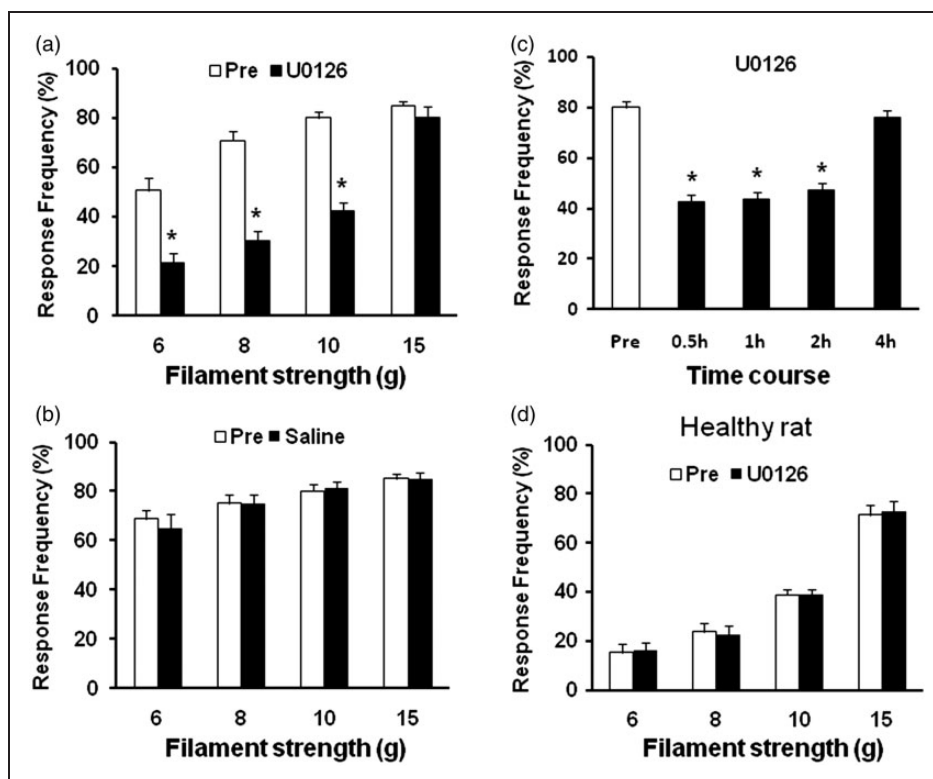 (a)
Pre U0126
Response Frequency (%)
100
80
60
40
20
0
* * *
6 8 10 15
Filament strength (g)
(c)
U0126
Response Frequency (%)
100
80
60
40
20
0
* * *
Pre 0.5h 1h 2h 4h
Time course
(b)
Pre Saline
Response Frequency (%)
100
80
60
40
20
0
6 8 10 15
Filament strength (g)
(d)
Healthy rat
Pre U0126
Response Frequency (%)
100
80
60
40
20
0
6 8 10 15
Filament strength (g)